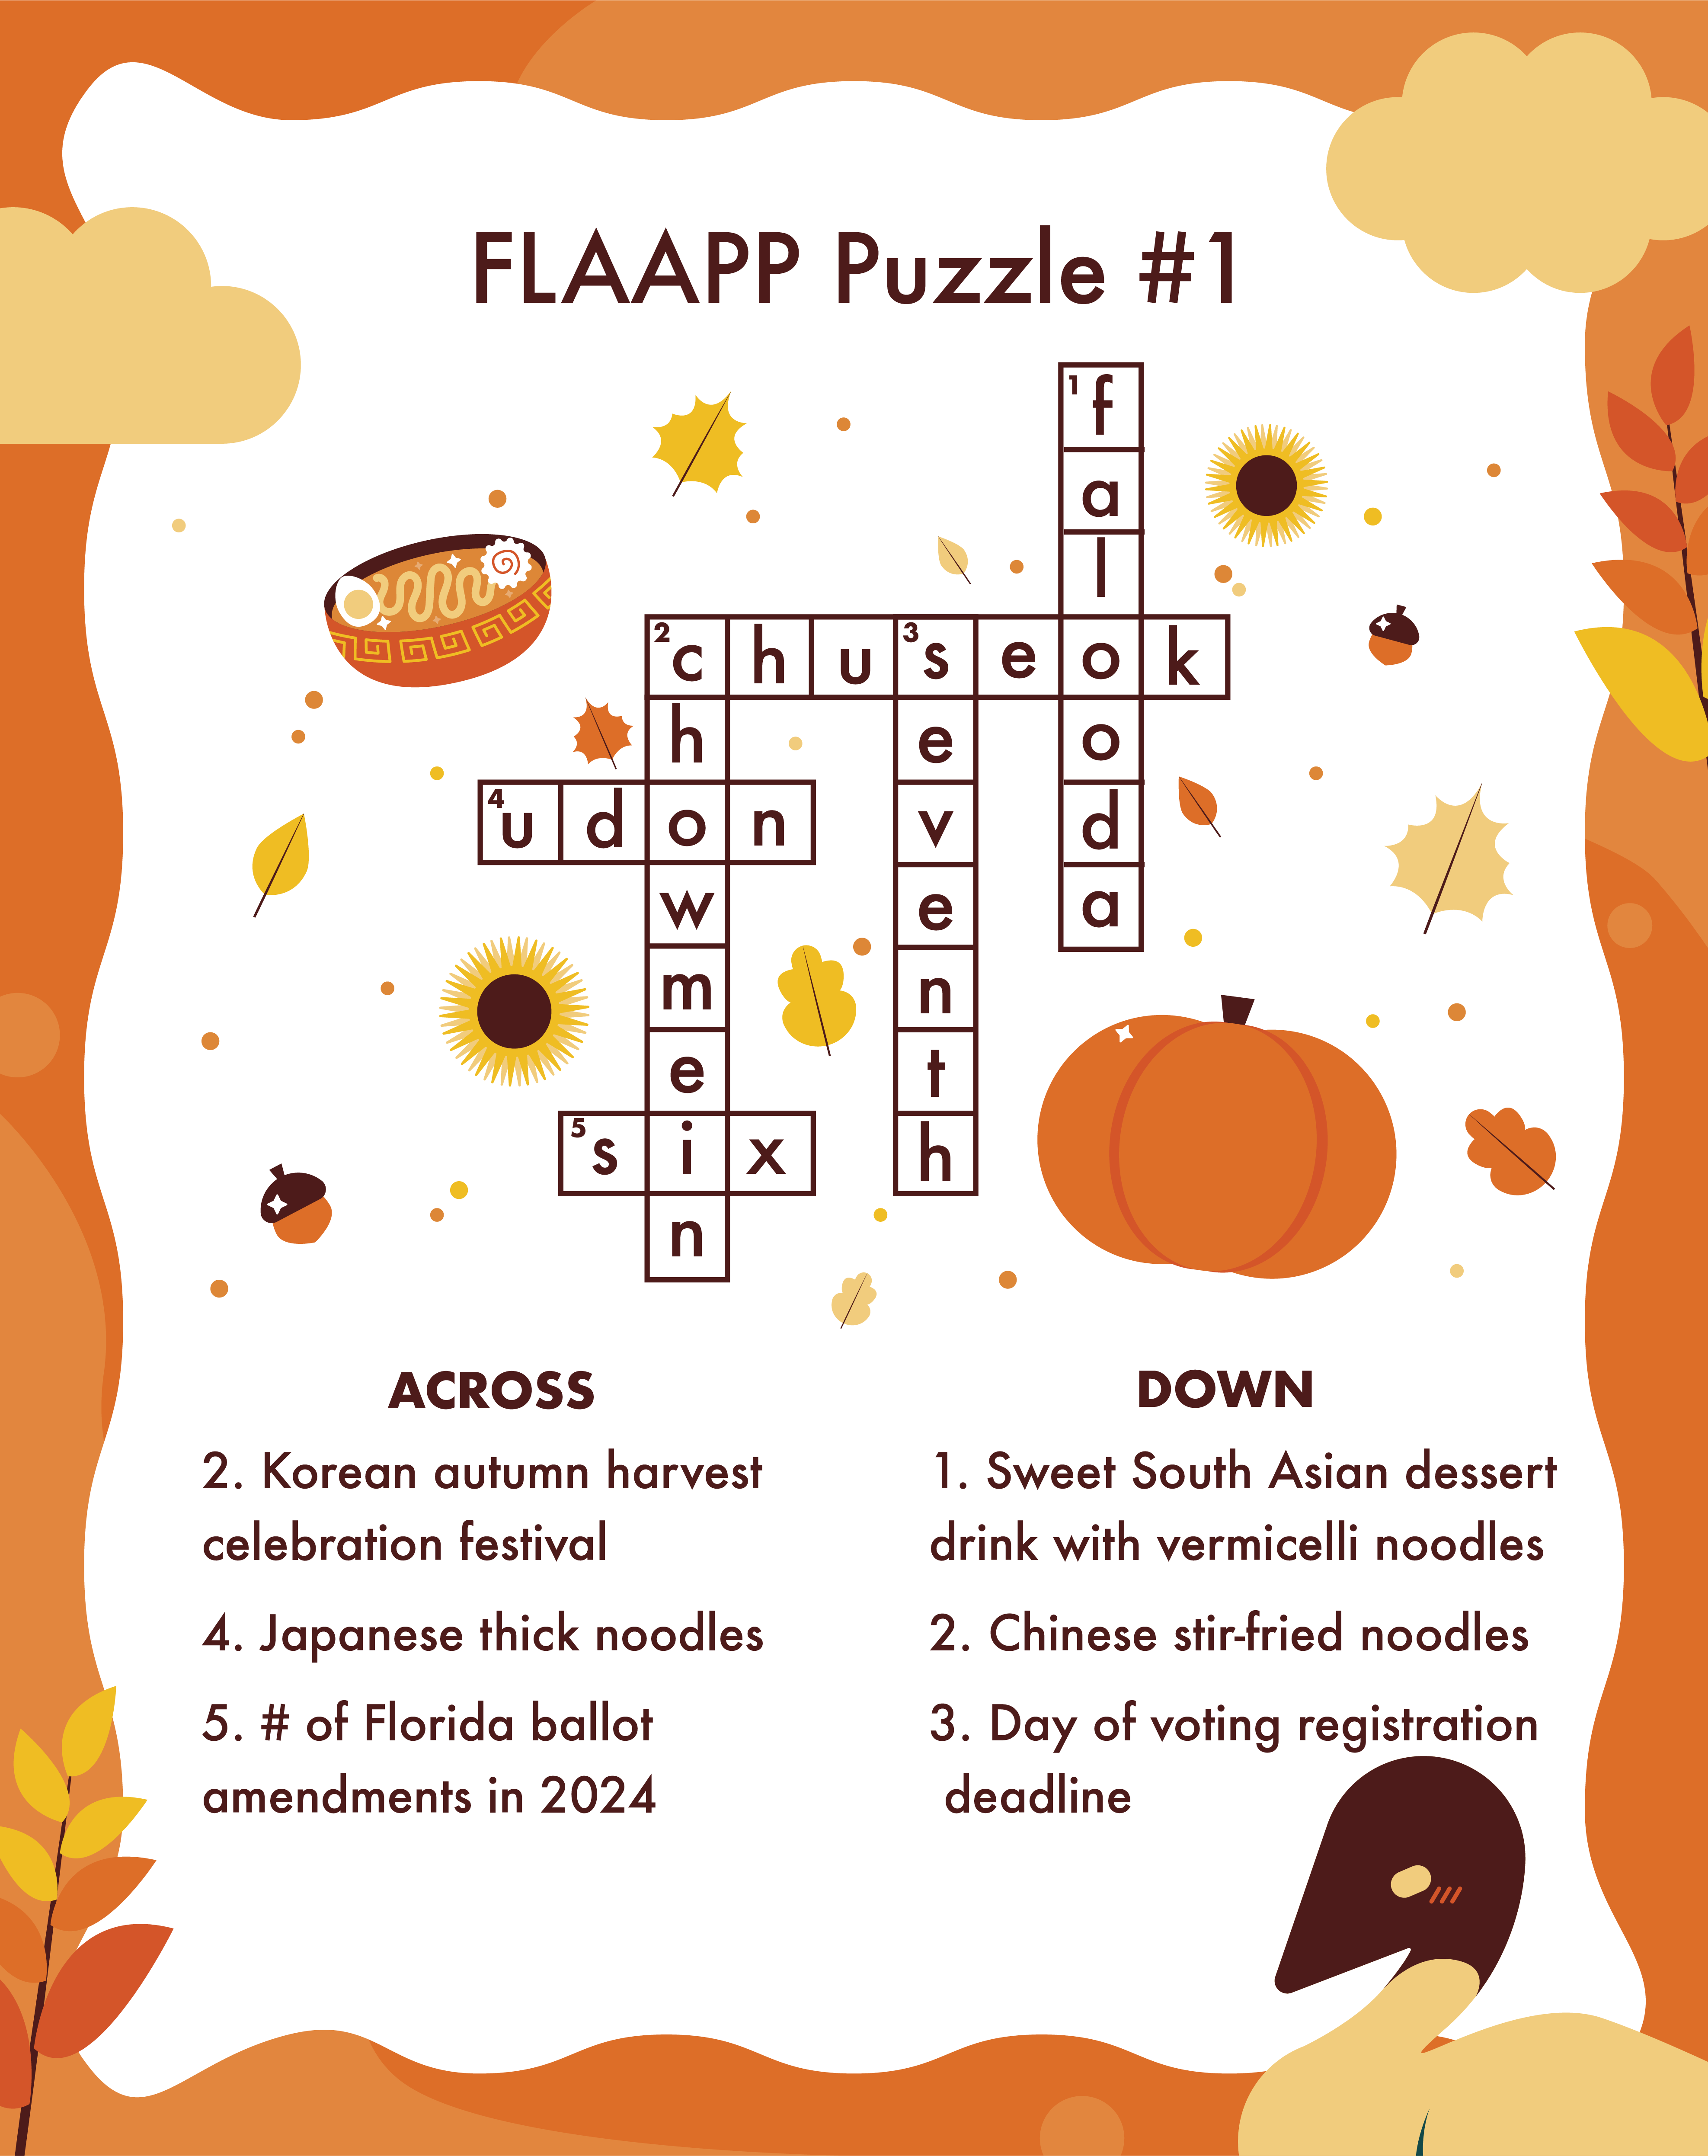 FLAAPP Puzzle #1
1 f
a
l
2 c h u 3 s e o k
h e o
4 u d o n v d
w e a
m n
e t
5 s i x h
n
ACROSS
2. Korean autumn harvest
celebration festival
4. Japanese thick noodles
5. # of Florida ballot
amendments in 2024
DOWN
1. Sweet South Asian dessert
drink with vermicelli noodles
2. Chinese stir-fried noodles
3. Day of voting registration
deadline